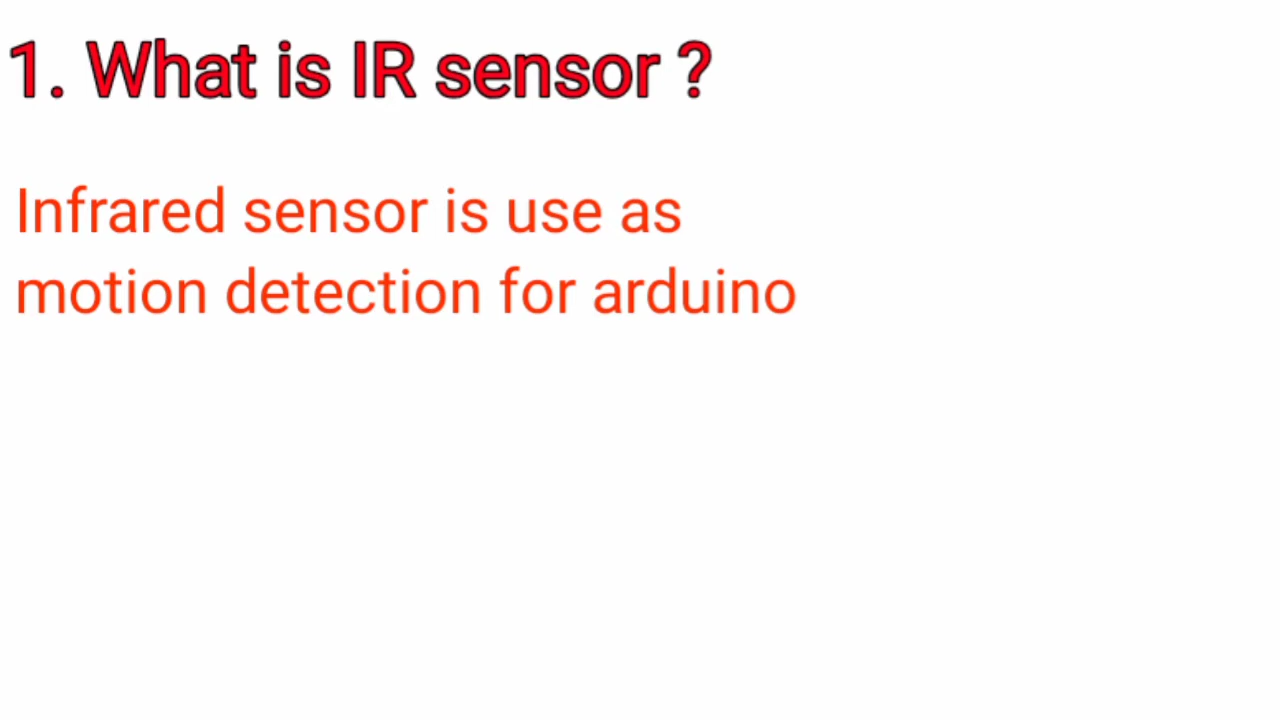 1. What is IR sensor ?
Infrared sensor is use as
motion detection for arduino